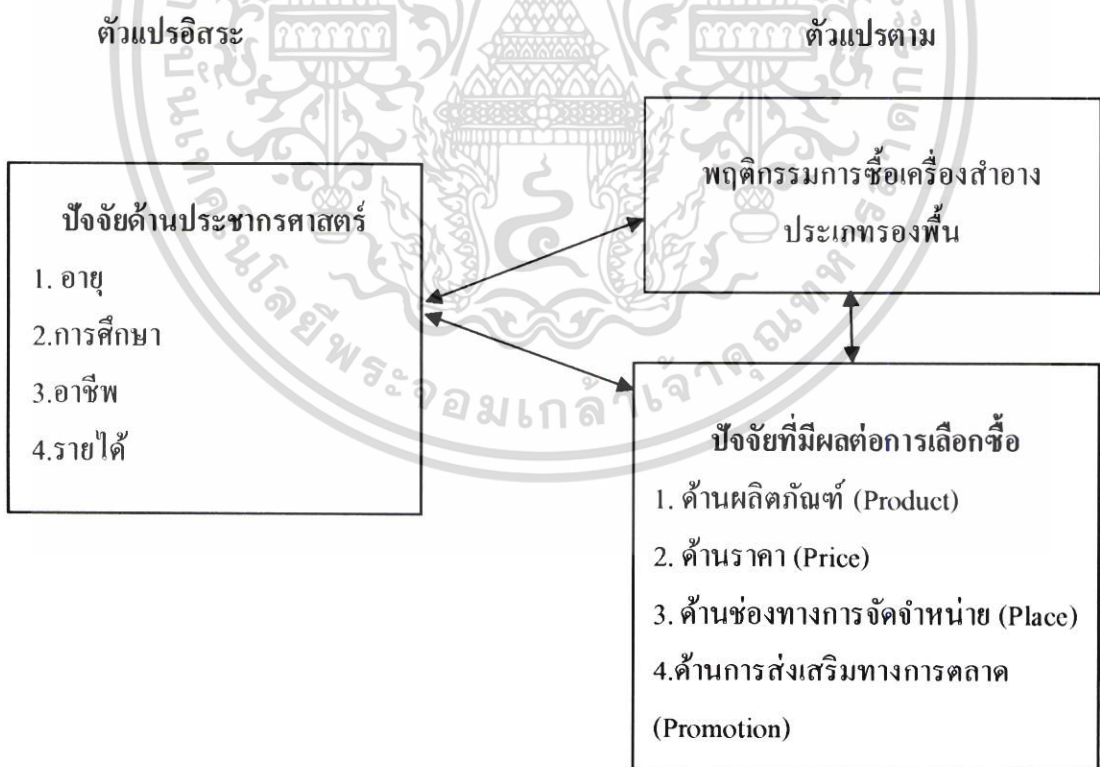 ตัวแปรอิสระ
ตัวแปรตาม
ปัจจัยด้านประชากรศาสตร์
1. อายุ
2.การศึกษา
3.อาชีพ
4.รายได้
พฤติกรรมการซื้อเครื่องสำอาง
ประเภทรองพื้น
ปัจจัยที่มีผลต่อการเลือกซื้อ
1. ด้านผลิตภัณฑ์ (Product)
2. ด้านราคา (Price)
3. ด้านช่องทางการจัดจำหน่าย (Place)
4.ด้านการส่งเสริมทางการตลาด
(Promotion)